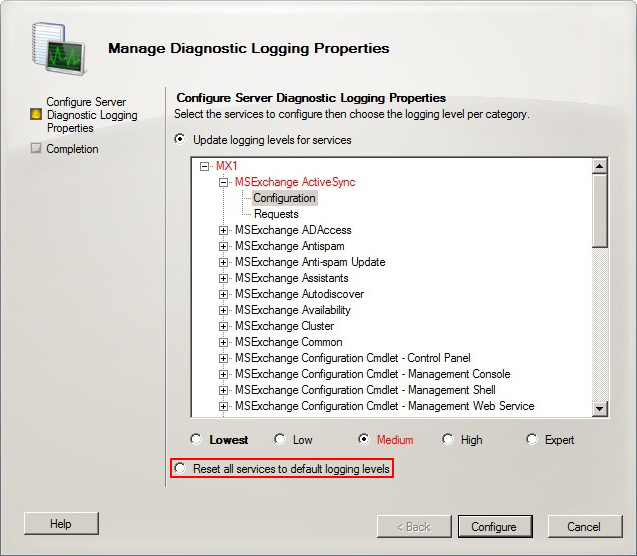 Manage Diagnostic Logging Properties
Configure Server
Diagnostic Logging
Properties
Completion
Configure Server Diagnostic Logging Properties
Select the services to configure then choose the logging level per category.
Update logging levels for services
MX1
MSExchange ActiveSync
Configuration
Requests
MSExchange ADAccess
MSExchange Antispam
MSExchange Anti-spam Update
MSExchange Assistants
MSExchange Autodiscover
MSExchange Availability
MSExchange Cluster
MSExchange Common
MSExchange Configuration Cmdlet - Control Panel
MSExchange Configuration Cmdlet - Management Console
MSExchange Configuration Cmdlet - Management Shell
MSExchange Configuration Cmdlet - Management Web Service
Lowest Low Medium High Expert
Reset all services to default logging levels
Help < Back Configure Cancel